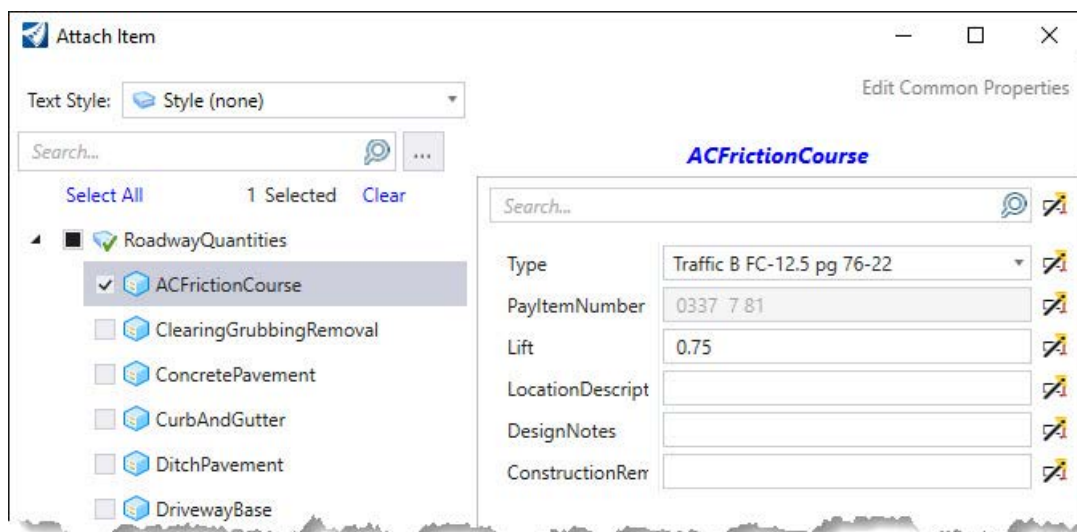 Attach Item
Text Style: Style (none)
Edit Common Properties
Search... ...
Select All 1 Selected Clear
RoadwayQuantities
ACFrictionCourse
ClearingGrubbingRemoval
ConcretePavement
CurbAndGutter
DitchPavement
DrivewayBase
ACFrictionCourse
Search...
Type Traffic B FC-12.5 pg 76-22
PayItemNumber 0337 7 81
Lift 0.75
LocationDescript
DesignNotes
ConstructionRem